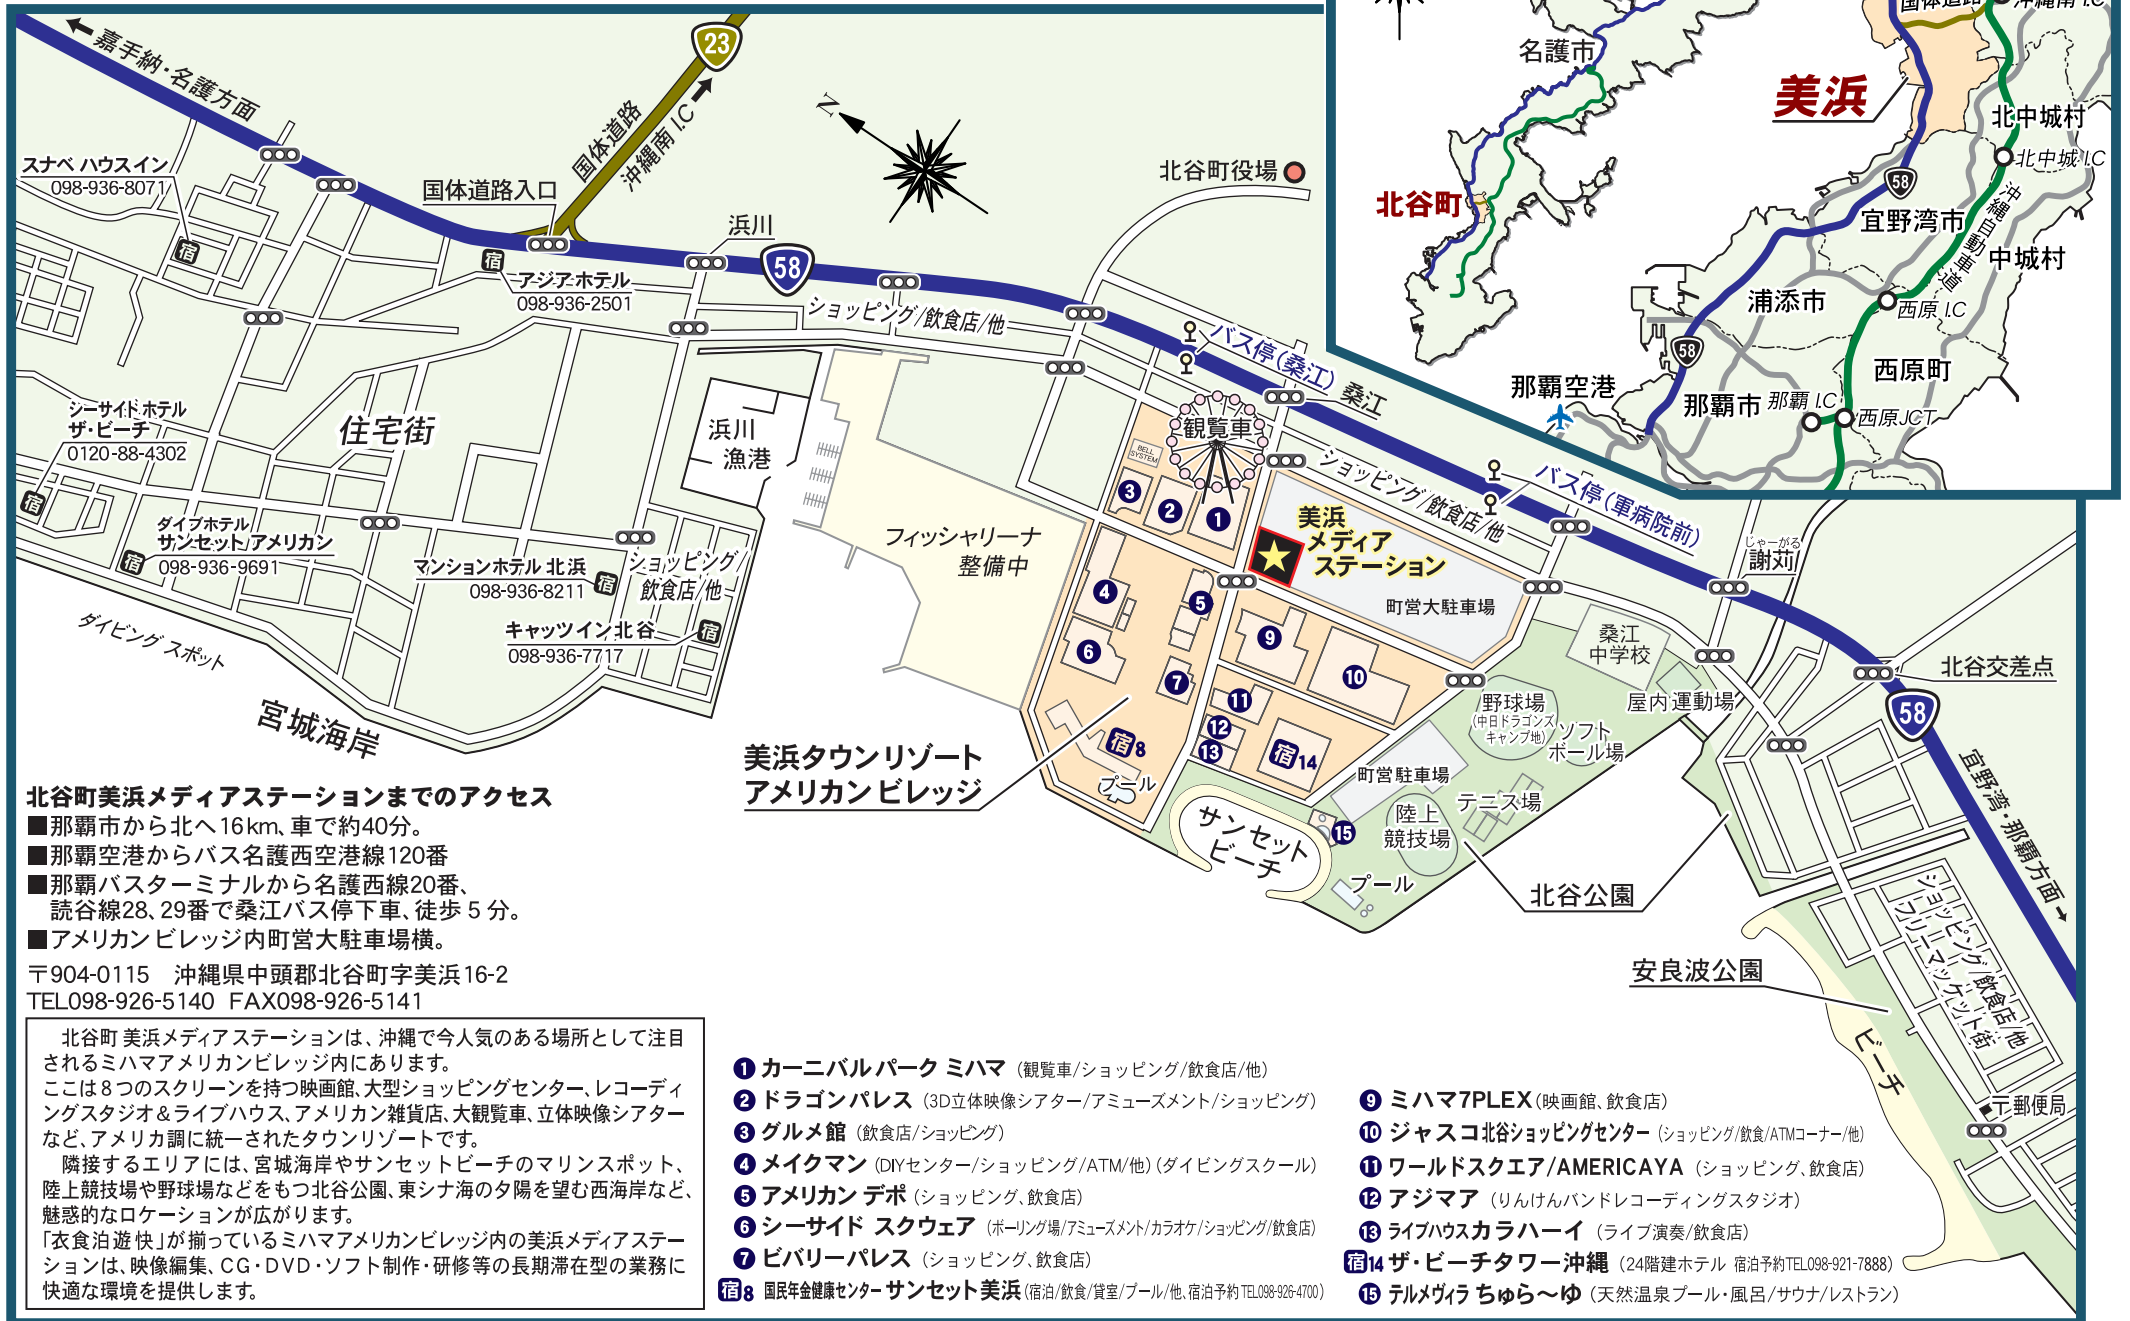 嘉手納・名護方面
23
国体道路
沖縄南 I.C
N
北谷町役場
スナベ ハウスイン
098-936-8071
宿
国体道路入口
浜川
58
宿
アジアホテル
098-936-2501
ショッピング/飲食店/他
バス停(桑江)
桑江
観覧車
BELL
SYSTEM
シーサイドホテル
ザ・ビーチ
0120-88-4302
宿
住宅街
浜川
漁港
フィッシャリーナ
整備中
ダイブホテル
サンセット アメリカン
098-936-9691
宿
マンションホテル 北浜
098-936-8211
宿
ショッピング/
飲食店/他
キャッツイン北谷
098-936-7717
宿
ダイビング スポット
宮城海岸
ショッピング/飲食店/他
バス停(軍病院前)
美浜
メディア
ステーション
町営大駐車場
じゃーがる
謝苅
桑江
中学校
屋内運動場
北谷交差点
58
宜野湾・那覇方面
野球場
(中日ドラゴンズ
キャンプ地)
ソフト
ボール場
町営駐車場
テニス場
陸上
競技場
プール
サンセット
ビーチ
プール
3
2
1
4
5
6
7
宿8
9
10
11
12
13
宿14
15
美浜タウンリゾート
アメリカン ビレッジ
北谷公園
安良波公園
ビーチ
ショッピング/飲食店/他
フリーマッケット街
〒郵便局
名護市
北谷町
国体道路
沖縄南 I.C
美浜
北中城村
北中城 I.C
58
宜野湾市
沖縄自動車道
中城村
浦添市
西原 I.C
58
西原町
那覇空港
那覇市
那覇 I.C
西原JCT
北谷町美浜メディアステーションまでのアクセス
■那覇市から北へ16km、車で約40分。
■那覇空港からバス名護西空港線120番
■那覇バスターミナルから名護西線20番、
読谷線28、29番で桑江バス停下車、徒歩5分。
■アメリカンビレッジ内町営大駐車場横。
〒904-0115 沖縄県中頭郡北谷町字美浜16-2
TEL098-926-5140 FAX098-926-5141
北谷町 美浜メディアステーションは、沖縄で今人気のある場所として注目
されるミハマアメリカンビレッジ内にあります。
ここは8つのスクリーンを持つ映画館、大型ショッピングセンター、レコーディ
ングスタジオ&ライブハウス、アメリカン雑貨店、大観覧車、立体映像シアター
など、アメリカ調に統一されたタウンリゾートです。
隣接するエリアには、宮城海岸やサンセットビーチのマリンスポット、
陸上競技場や野球場などをもつ北谷公園、東シナ海の夕陽を望む西海岸など、
魅惑的なロケーションが広がります。
「衣食泊遊快」が揃っているミハマアメリカンビレッジ内の美浜メディアステー
ションは、映像編集、CG・DVD・ソフト制作・研修等の長期滞在型の業務に
快適な環境を提供します。
1 カーニバルパーク ミハマ (観覧車/ショッピング/飲食店/他)
2 ドラゴンパレス (3D立体映像シアター/アミューズメント/ショッピング)
3 グルメ館 (飲食店/ショッピング)
4 メイクマン (DIYセンター/ショッピング/ATM/他) (ダイビングスクール)
5 アメリカン デポ (ショッピング、飲食店)
6 シーサイド スクウェア (ボーリング場/アミューズメント/カラオケ/ショッピング/飲食店)
7 ビバリーパレス (ショッピング、飲食店)
宿8 国民年金健康センター サンセット美浜 (宿泊/飲食/貸室/プール/他、宿泊予約 TEL098-926-4700)
9 ミハマ7PLEX (映画館、飲食店)
10 ジャスコ北谷ショッピングセンター (ショッピング/飲食/ATMコーナー/他)
11 ワールドスクエア/AMERICAYA (ショッピング、飲食店)
12 アジマア (りんけんバンドレコーディングスタジオ)
13 ライブハウスカラハーイ (ライブ演奏/飲食店)
宿14 ザ・ビーチタワー沖縄 (24階建ホテル 宿泊予約TEL098-921-7888)
15 テルメヴィラ ちゅら〜ゆ (天然温泉プール・風呂/サウナ/レストラン)